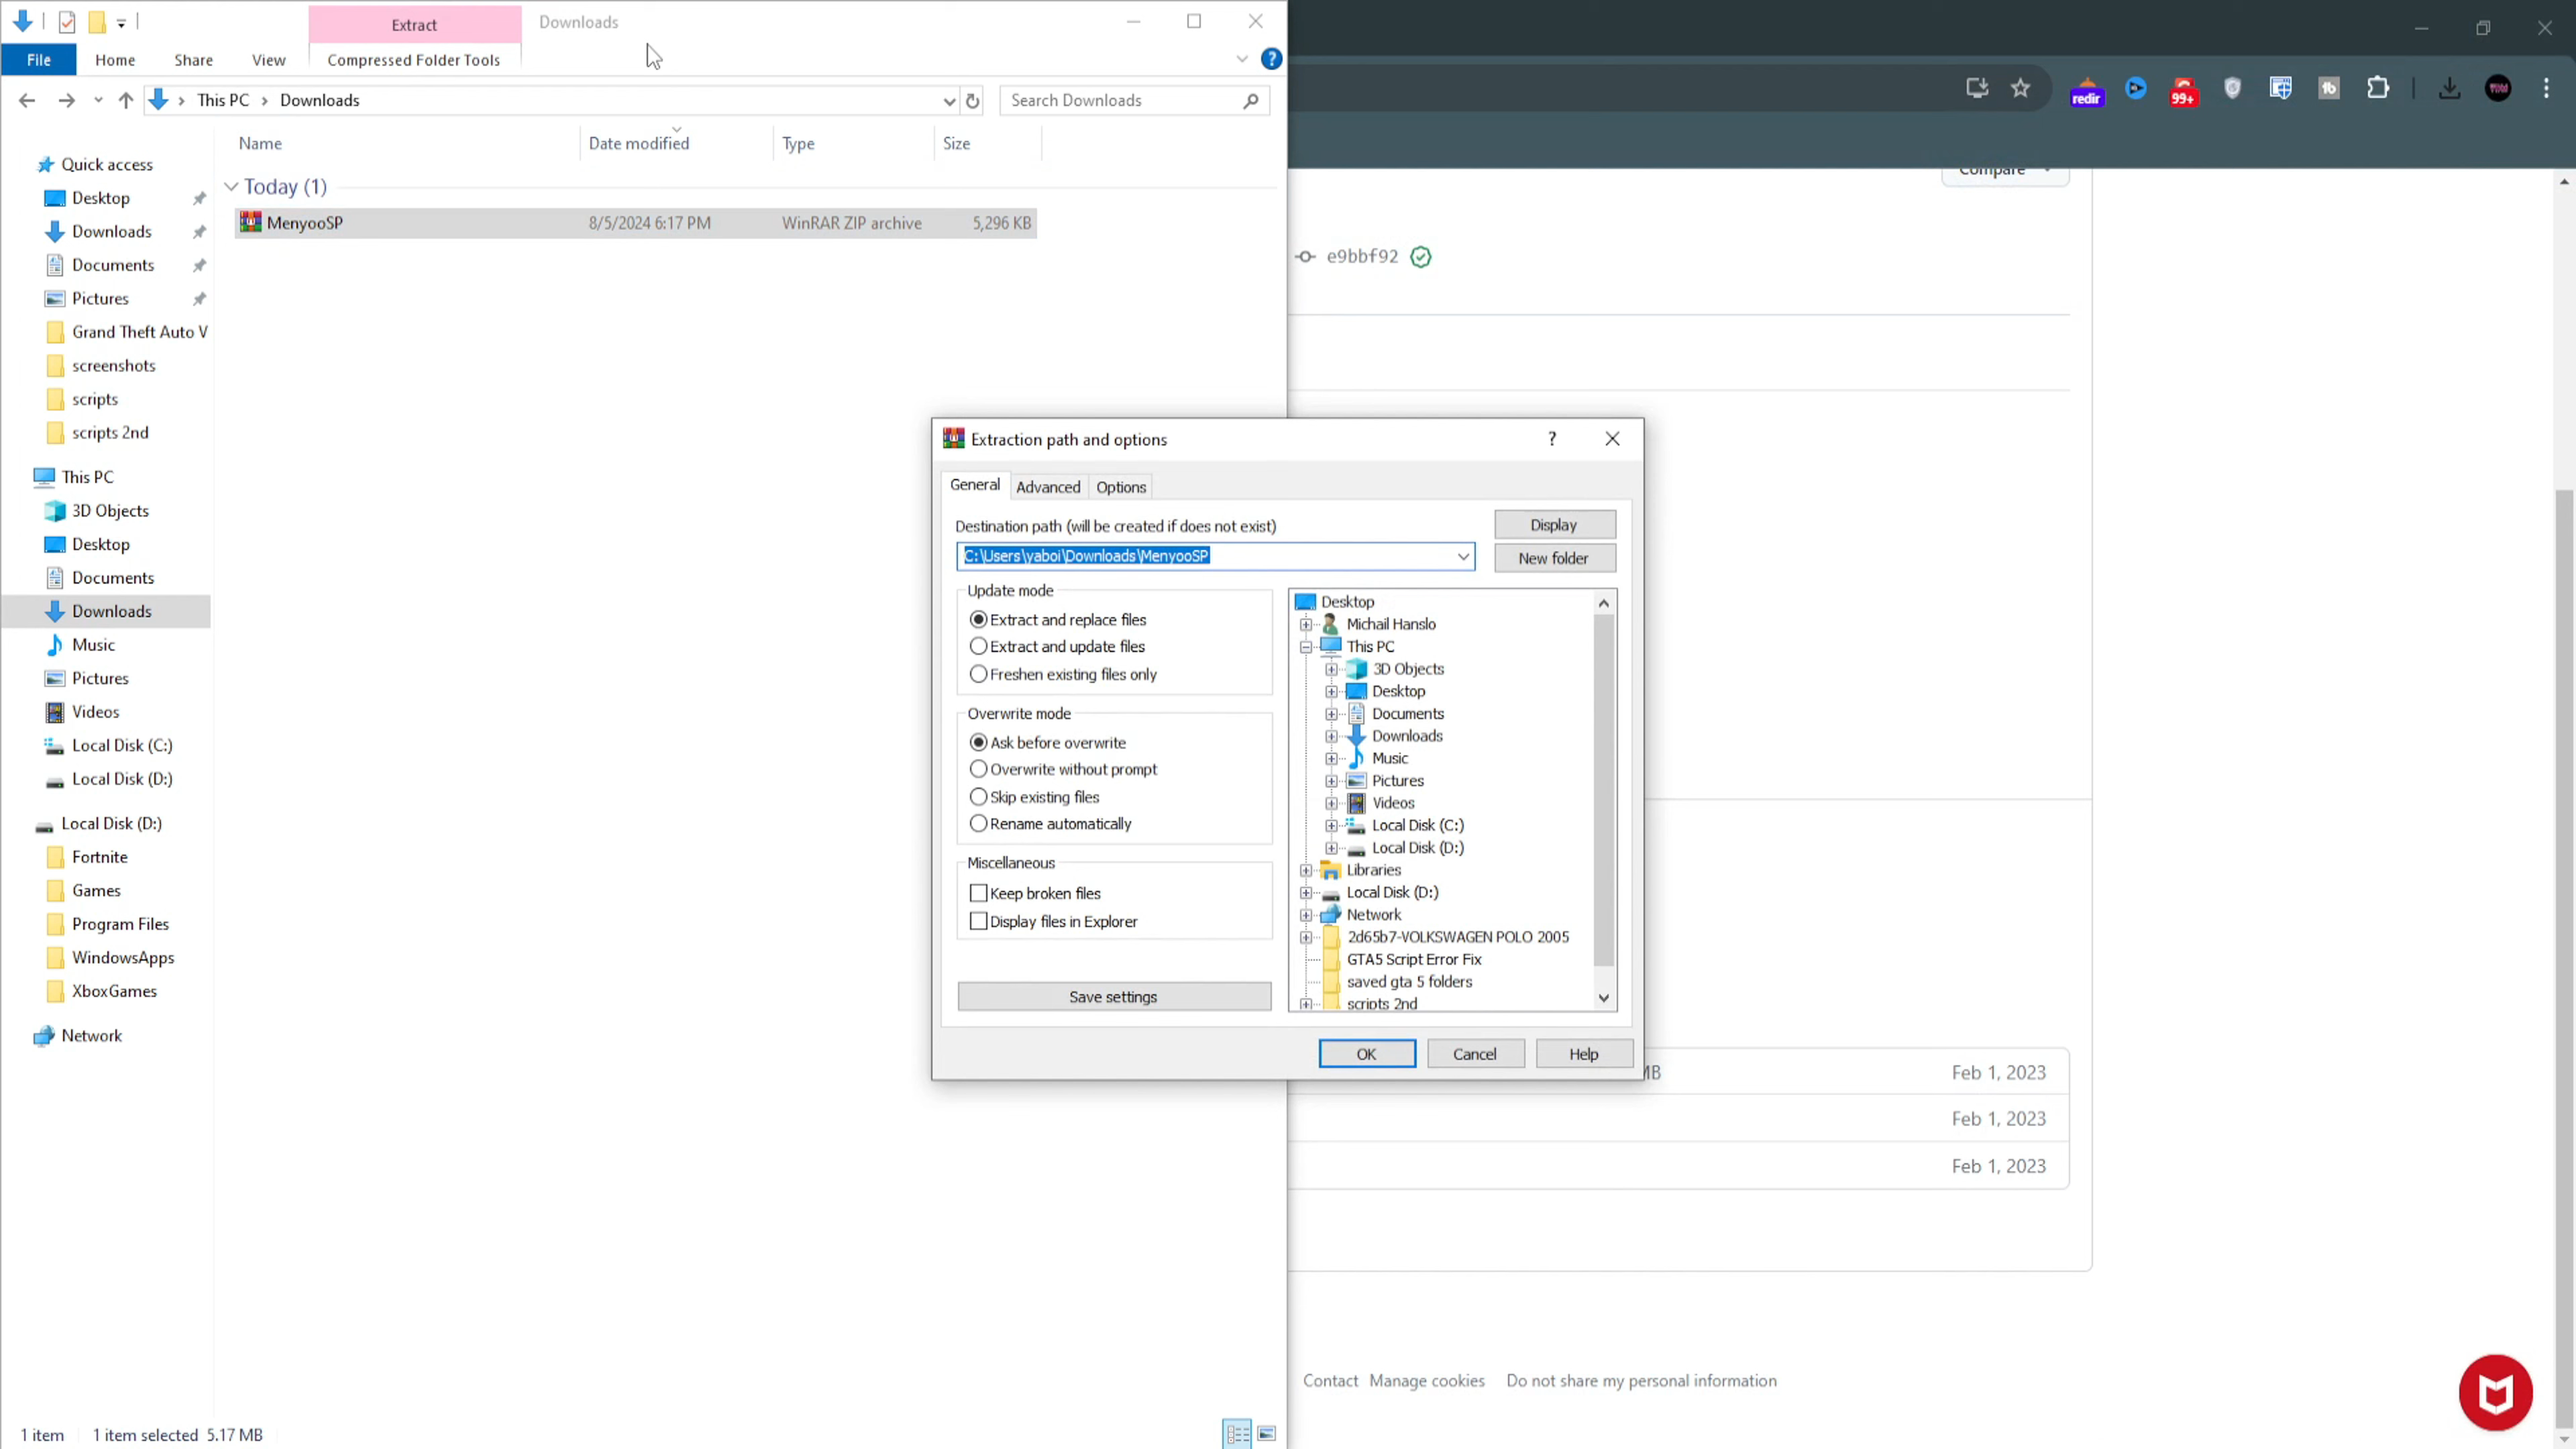 Extract
Downloads
File
Home
Share
View
Compressed Folder Tools
This PC
Downloads
Search Downloads
redir
99+
Name
Date modified
Type
Size
Quick access
Desktop
Downloads
Documents
Pictures
Grand Theft Auto V
screenshots
scripts
scripts 2nd
This PC
3D Objects
Desktop
Documents
Downloads
Music
Pictures
Videos
Local Disk (C:)
Local Disk (D:)
Local Disk (D:)
Fortnite
Games
Program Files
WindowsApps
XboxGames
Network
Today (1)
MenyooSP
8/5/2024 6:17 PM
WinRAR ZIP archive
5,296 KB
Compare
e9bbf92
Extraction path and options
General
Advanced
Options
Destination path (will be created if does not exist)
Display
C:\Users\yaboi\Downloads\MenyooSP
New folder
Update mode
Extract and replace files
Extract and update files
Freshen existing files only
Overwrite mode
Ask before overwrite
Overwrite without prompt
Skip existing files
Rename automatically
Miscellaneous
Keep broken files
Display files in Explorer
Save settings
Desktop
Michail Hanslo
This PC
3D Objects
Desktop
Documents
Downloads
Music
Pictures
Videos
Local Disk (C:)
Local Disk (D:)
Libraries
Local Disk (D:)
Network
2d65b7-VOLKSWAGEN POLO 2005
GTA5 Script Error Fix
saved gta 5 folders
scripts 2nd
OK
Cancel
Help
MB
Feb 1, 2023
Feb 1, 2023
Feb 1, 2023
Contact
Manage cookies
Do not share my personal information
1 item
1 item selected 5.17 MB